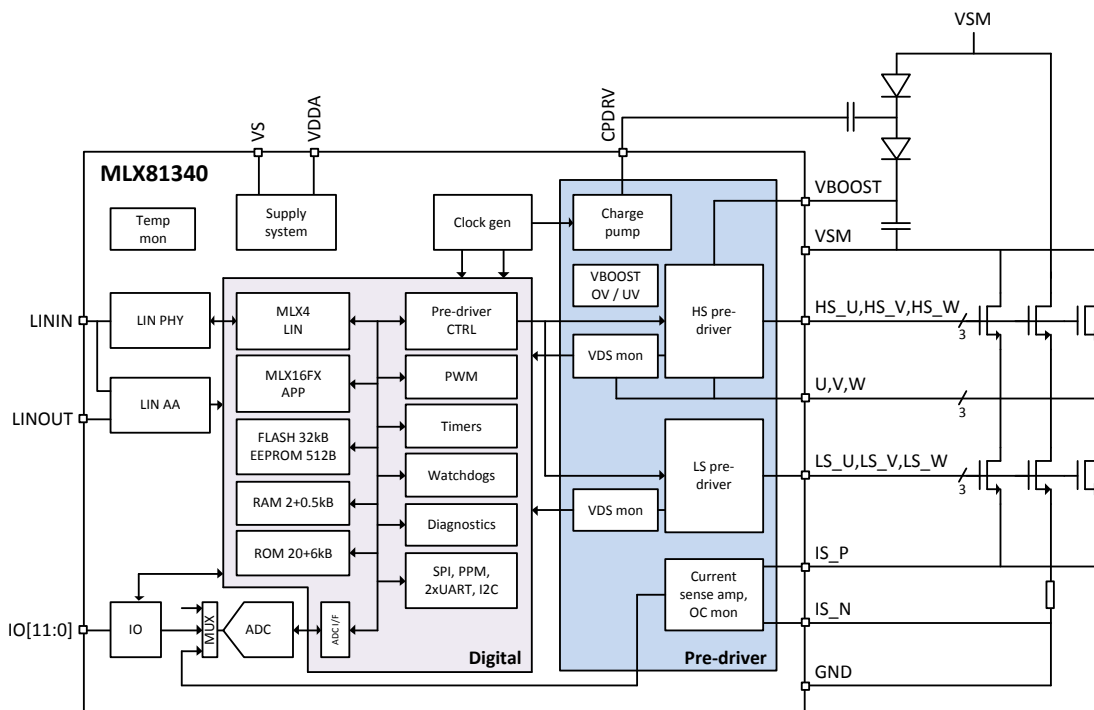 VSM
VS
VDDA
CPDRV
MLX81340
VBOOST
Temp
mon
Supply
system
Clock gen
Charge
pump
VSM
VBOOST
OV / UV
LININ
LIN PHY
MLX4
LIN
Pre-driver
CTRL
HS pre-
driver
HS_U,HS_V,HS_W
3
VDS mon
MLX16FX
APP
PWM
U,V,W
3
LINOUT
LIN AA
FLASH 32kB
EEPROM 512B
Timers
LS pre-
driver
LS_U,LS_V,LS_W
3
Watchdogs
RAM 2+0.5kB
VDS mon
Diagnostics
ROM 20+6kB
IS_P
SPI, PPM,
2xUART, I2C
Current
sense amp,
OC mon
IS_N
IO[11:0]
IO
MUX
ADC
ADC I/F
Digital
Pre-driver
GND